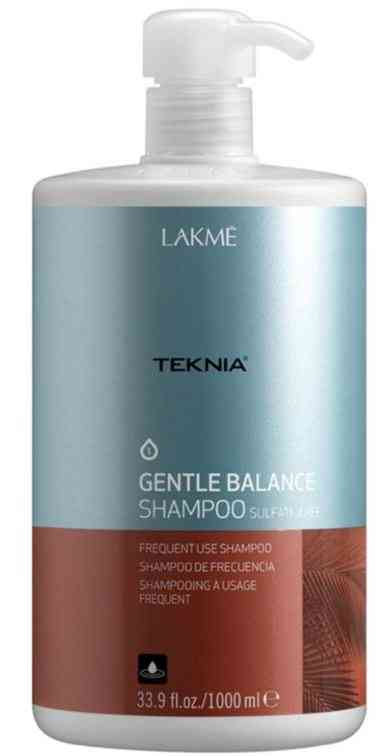 LAKMĒ
TEKNIA®
1
GENTLE BALANCE
SHAMPOO SULFATE FREE
FREQUENT USE SHAMPOO
SHAMPOO DE FRECUENCIA
SHAMPOOING À USAGE
FREQUENT
33.9 fl.oz./1000 ml ℮